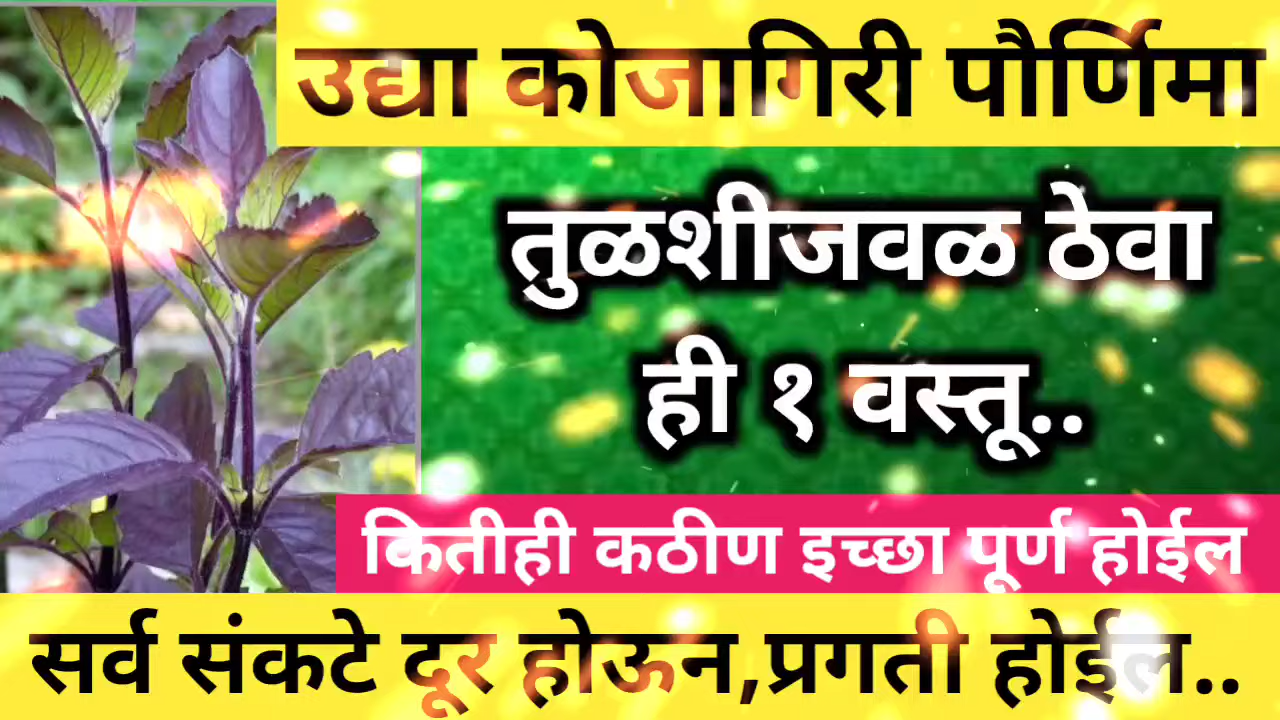 उद्या कोजागिरी पौर्णिमा
तुळशीजवळ ठेवा
ही १ वस्तू..
कितीही कठीण इच्छा पूर्ण होईल
सर्व संकटे दूर होऊन,प्रगती होईल..